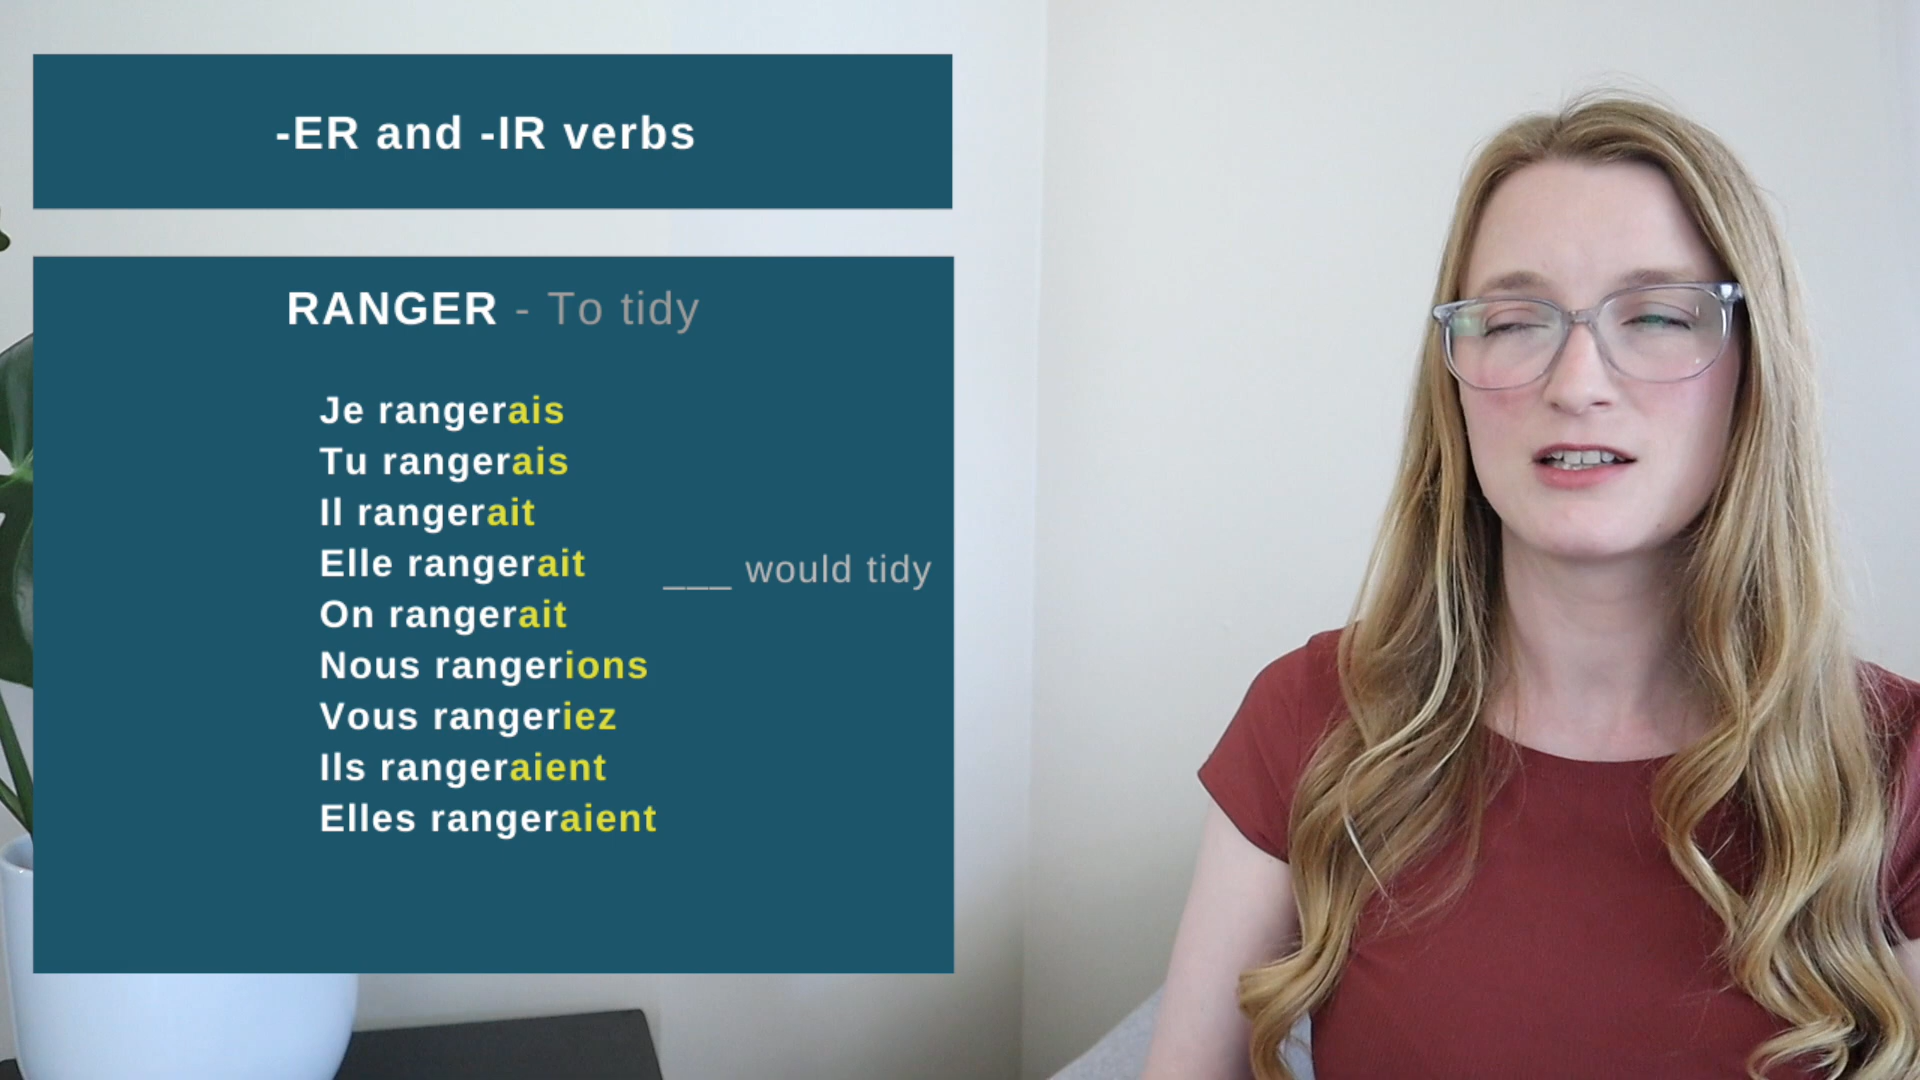 -ER and -IR verbs
RANGER - To tidy
Je rangerais
Tu rangerais
Il rangerait
Elle rangerait
___ would tidy
On rangerait
Nous rangerions
Vous rangeriez
Ils rangeraient
Elles rangeraient